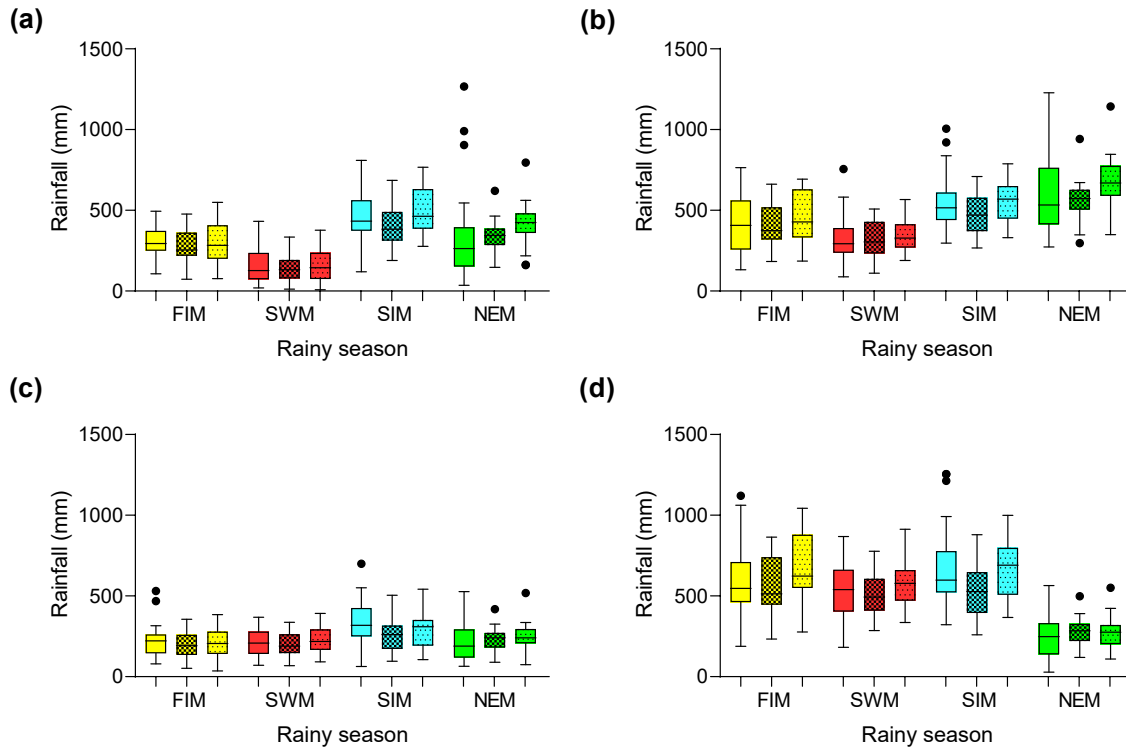 (a)
1500
1000
500
0
Rainfall (mm)
FIM SWM SIM NEM
Rainy season
(b)
1500
1000
500
0
Rainfall (mm)
FIM SWM SIM NEM
Rainy season
(c)
1500
1000
500
0
Rainfall (mm)
FIM SWM SIM NEM
Rainy season
(d)
1500
1000
500
0
Rainfall (mm)
FIM SWM SIM NEM
Rainy season